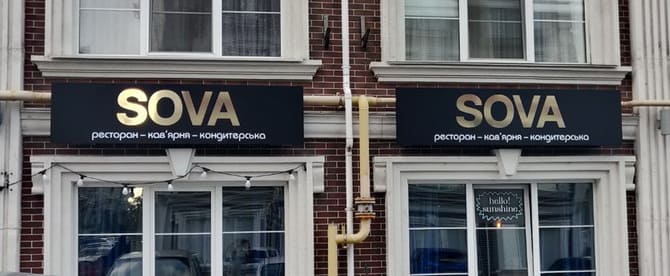 SOVA
ресторан – кав'ярня – кондитерська
SOVA
ресторан – кав'ярня – кондитерська
hello!
sunshine